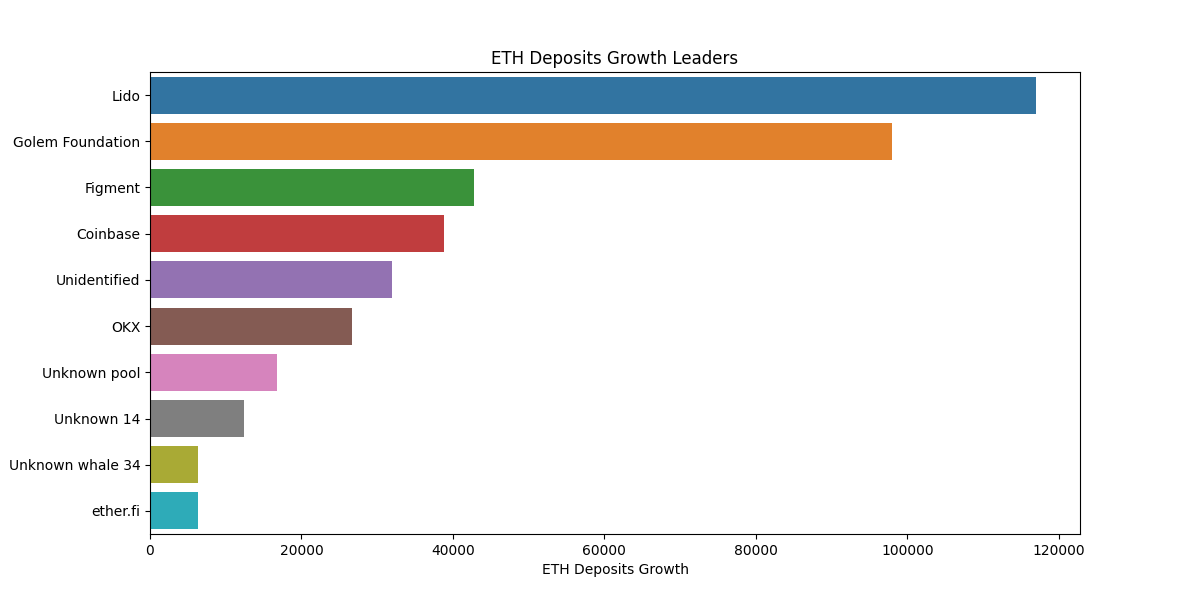 ETH Deposits Growth Leaders
Lido
Golem Foundation
Figment
Coinbase
Unidentified
OKX
Unknown pool
Unknown 14
Unknown whale 34
ether.fi
0 20000 40000 60000 80000 100000 120000
ETH Deposits Growth